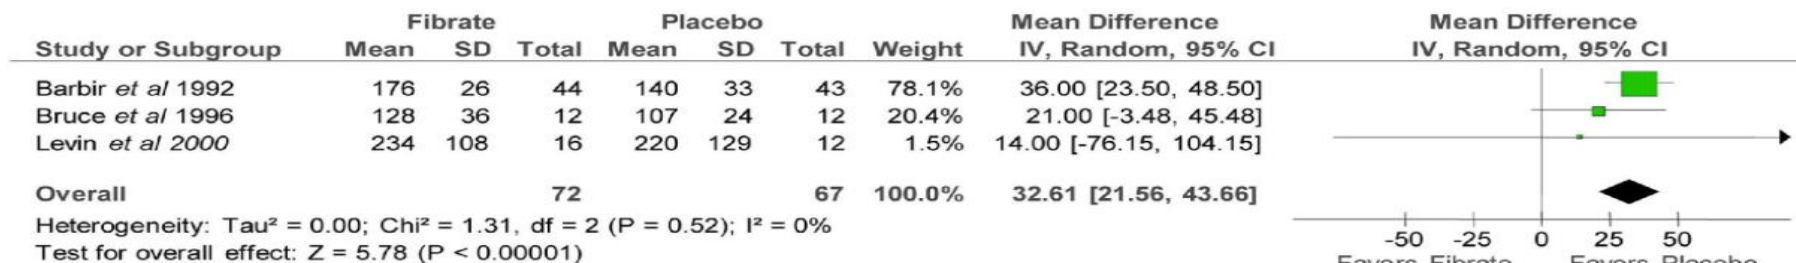 Fibrate Placebo Mean Difference Mean Difference
Study or Subgroup Mean SD Total Mean SD Total Weight IV, Random, 95% CI IV, Random, 95% CI
Barbir et al 1992 176 26 44 140 33 43 78.1% 36.00 [23.50, 48.50]
Bruce et al 1996 128 36 12 107 24 12 20.4% 21.00 [-3.48, 45.48]
Levin et al 2000 234 108 16 220 129 12 1.5% 14.00 [-76.15, 104.15]
Overall 72 67 100.0% 32.61 [21.56, 43.66]
Heterogeneity: Tau² = 0.00; Chi² = 1.31, df = 2 (P = 0.52); I² = 0%
Test for overall effect: Z = 5.78 (P < 0.00001)
-50 -25 0 25 50
Favors Fibrate Favors Placebo